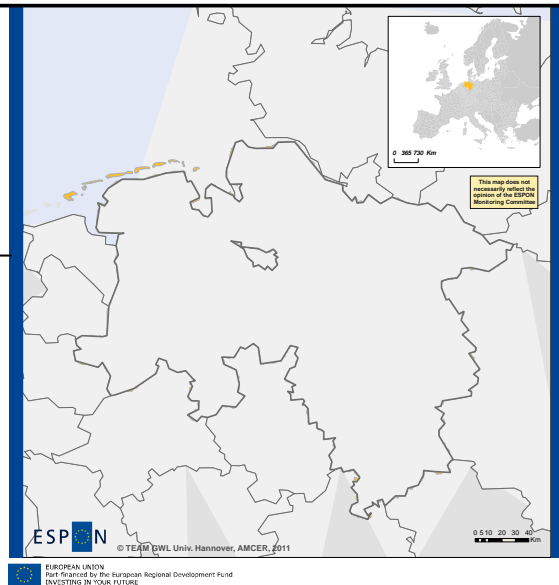 0 365 730 Km
This map does not
necessarily reflect the
opinion of the ESPON
Monitoring Committee
0 5 10 20 30 40
Km
ESPON
© TEAM GWL Univ. Hannover, AMCER, 2011
EUROPEAN UNION
Part-financed by the European Regional Development Fund
INVESTING IN YOUR FUTURE